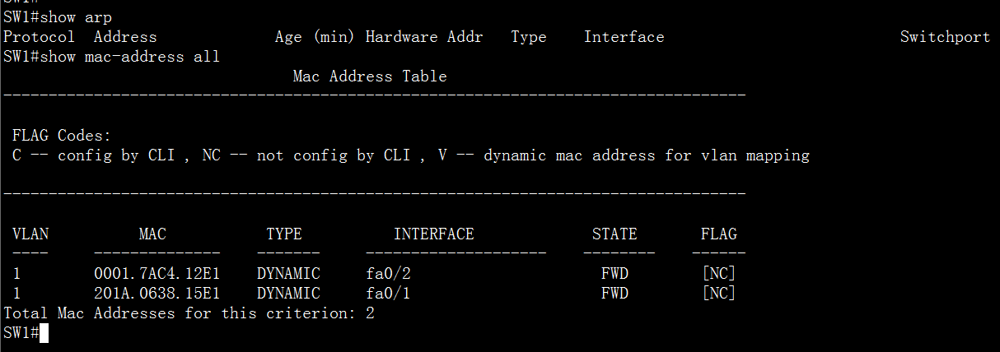 SW1#
SW1#show arp
Protocol  Address             Age (min) Hardware Addr   Type    Interface                          Switchport
SW1#show mac-address all
                                Mac Address Table
----------------------------------------------------------------------------------

 FLAG Codes:
 C -- config by CLI , NC -- not config by CLI , V -- dynamic mac address for vlan mapping

----------------------------------------------------------------------------------

 VLAN          MAC           TYPE          INTERFACE             STATE       FLAG
 ----     --------------    -------     --------------------    --------    ------
 1        0001.7AC4.12E1    DYNAMIC     fa0/2                     FWD        [NC]
 1        201A.0638.15E1    DYNAMIC     fa0/1                     FWD        [NC]
Total Mac Addresses for this criterion: 2
SW1#